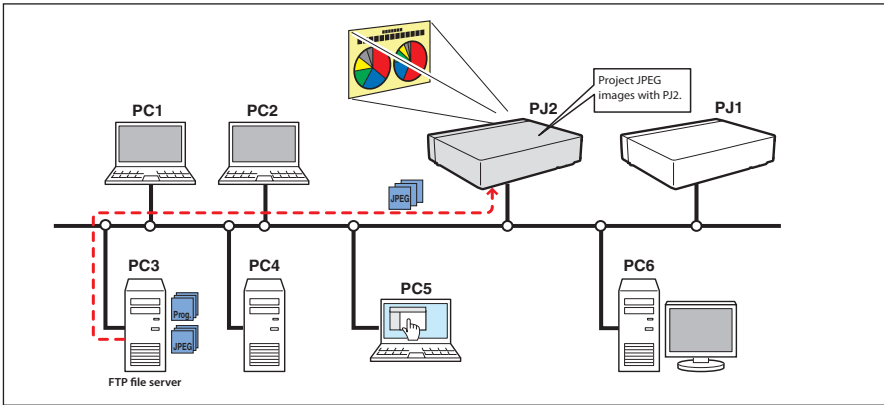 Project JPEG
images with PJ2.
PJ2
PJ1
PC1
PC2
JPEG
PC3
PC4
PC5
PC6
Prog.
JPEG
FTP file server